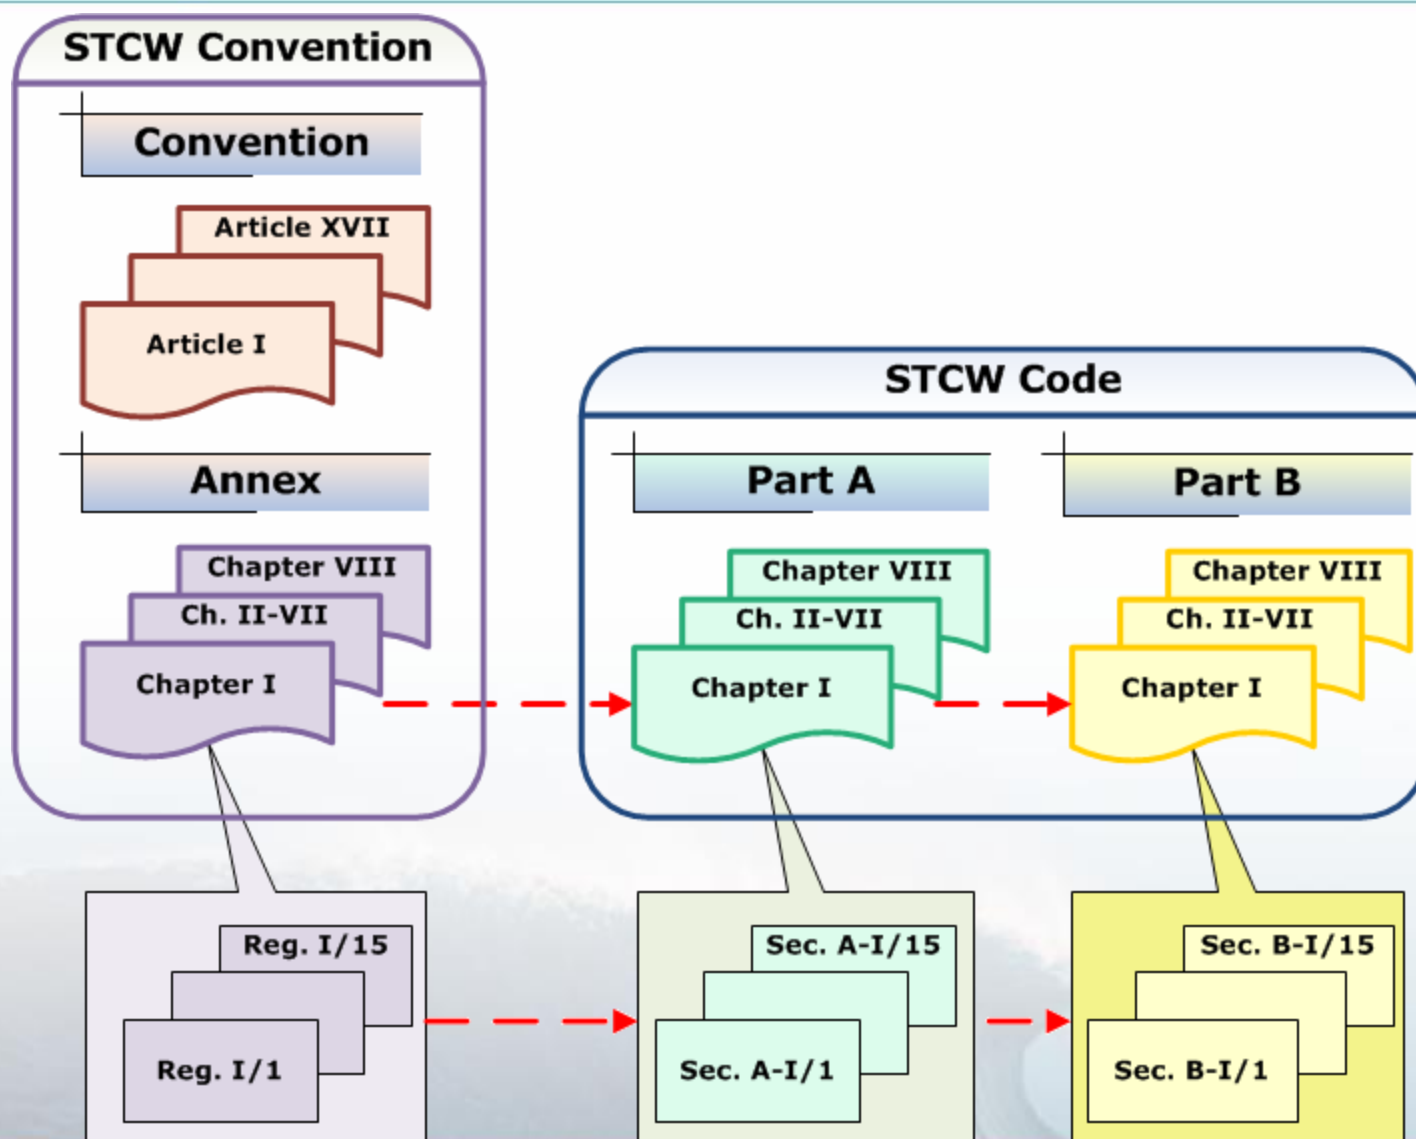 STCW Convention
Convention
Article XVII
Article I
Annex
Chapter VIII
Ch. II-VII
Chapter I
STCW Code
Part A
Chapter VIII
Ch. II-VII
Chapter I
Part B
Chapter VIII
Ch. II-VII
Chapter I
Reg. I/15
Reg. I/1
Sec. A-I/15
Sec. A-I/1
Sec. B-I/15
Sec. B-I/1